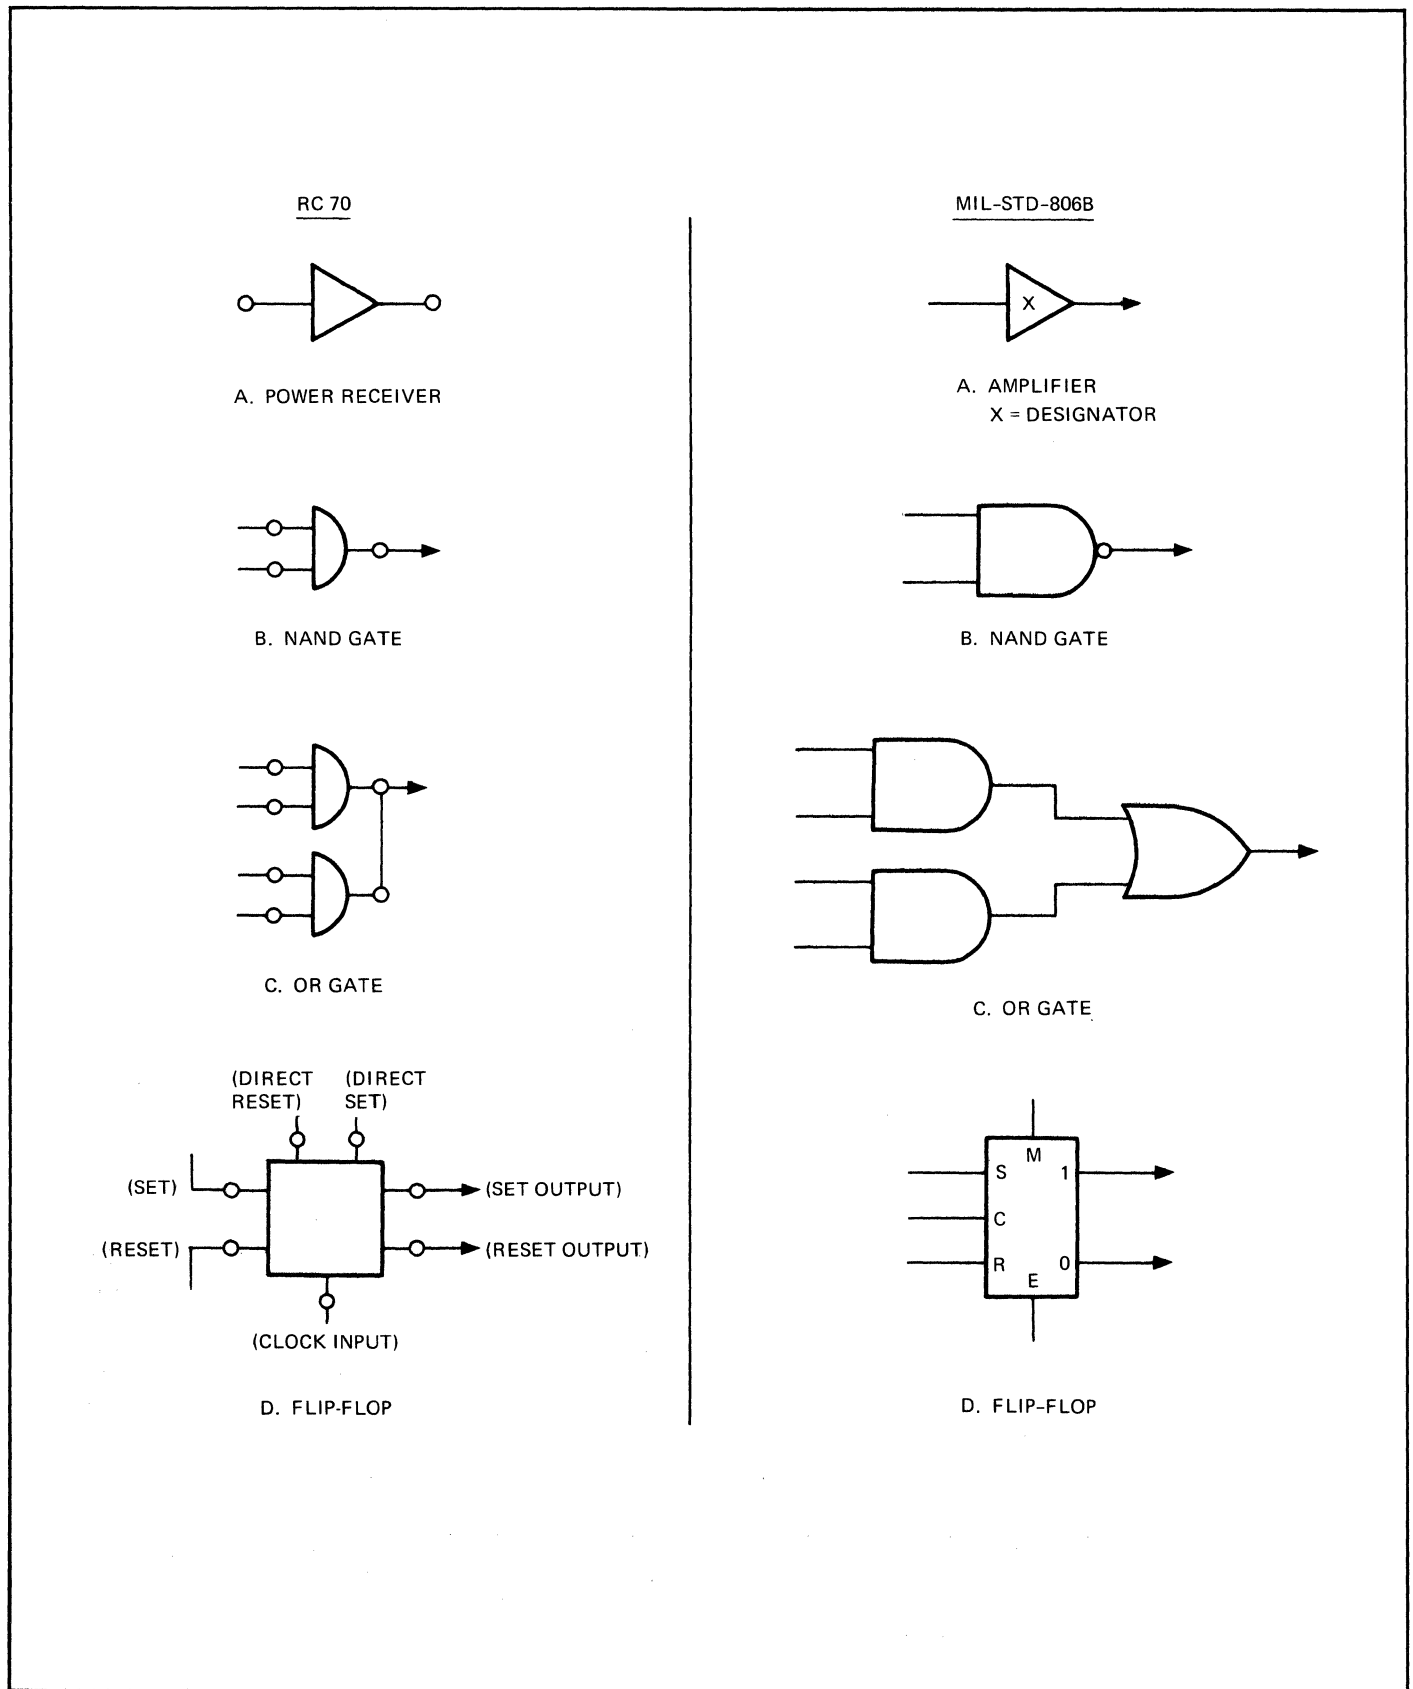 RC 70
A. POWER RECEIVER
B. NAND GATE
C. OR GATE
(DIRECT RESET)
(DIRECT SET)
(SET)
(SET OUTPUT)
(RESET)
(RESET OUTPUT)
(CLOCK INPUT)
D. FLIP-FLOP
MIL-STD-806B
X
A. AMPLIFIER
X = DESIGNATOR
B. NAND GATE
C. OR GATE
M
S 1
C
R 0
E
D. FLIP-FLOP